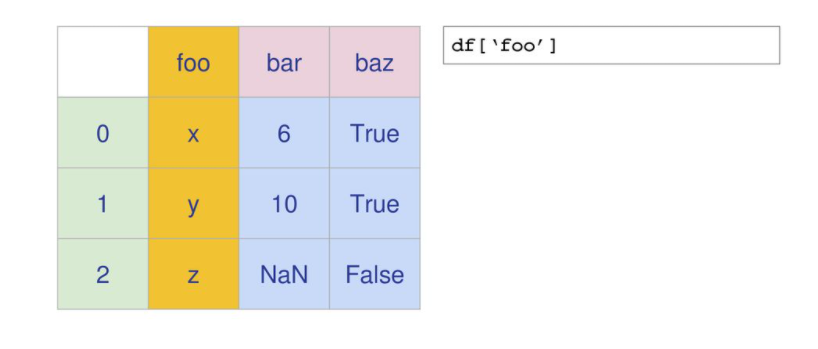 foo bar baz
0 x 6 True
1 y 10 True
2 z NaN False
df[‘foo’]